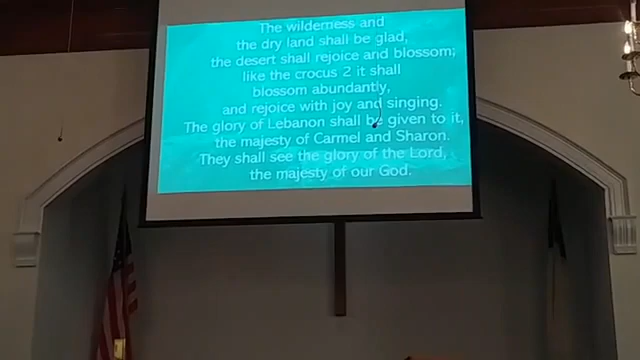 The wilderness and
the dry land shall be glad,
the desert shall rejoice and blossom;
like the crocus 2 it shall
blossom abundantly,
and rejoice with joy and singing.
The glory of Lebanon shall be given to it,
the majesty of Carmel and Sharon.
They shall see the glory of the Lord,
the majesty of our God.